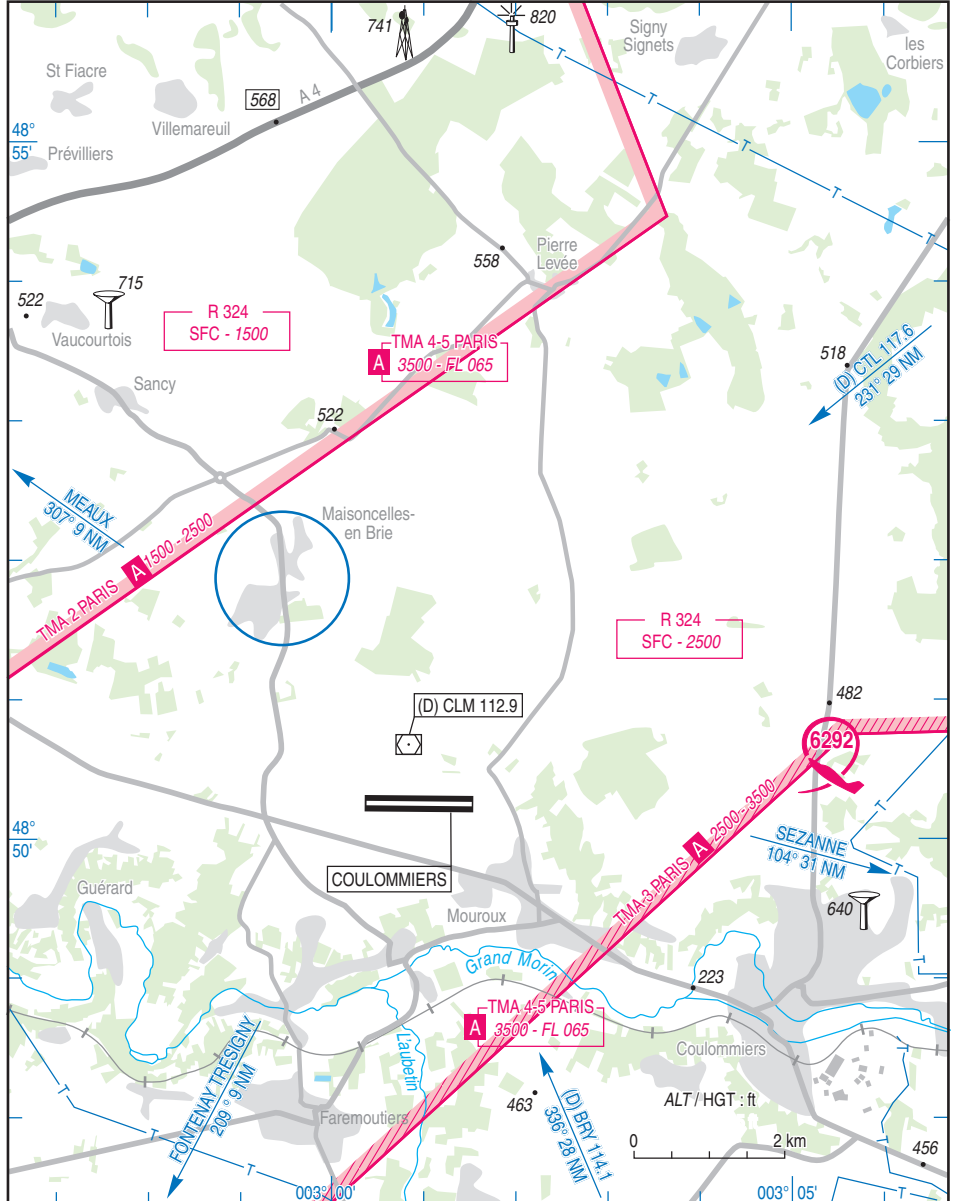 741
820
Signy
Signets
les
Corbiers
St Fiacre
568
A 4
T
Villemareuil
48°
55'
T
Prévilliers
T
Pierre
Levée
558
T
715
522
R 324
SFC - 1500
Vaucourtois
TMA 4-5 PARIS
A
3500 - FL 065
518
(D) CTL 117.6
231° 29 NM
Sancy
522
MEAUX
307° 9 NM
Maisoncelles-
en Brie
TMA 2 PARIS A 1500 - 2500
R 324
SFC - 2500
(D) CLM 112.9
482
6292
T
TMA 3 PARIS A 2500 - 3500
48°
50'
SEZANNE
104° 31 NM
T
COULOMMIERS
Guérard
640
Mouroux
T
Grand Morin
223
TMA 4-5 PARIS
A
3500 - FL 065
L'aubetin
Coulommiers
T
T
FONTENAY TRESIGNY
209 ° 9 NM
463
(D) BRY 114.1
336° 28 NM
ALT / HGT : ft
Faremoutiers
T
0
2 km
456
T
T
003° 00'
003° 05'
T